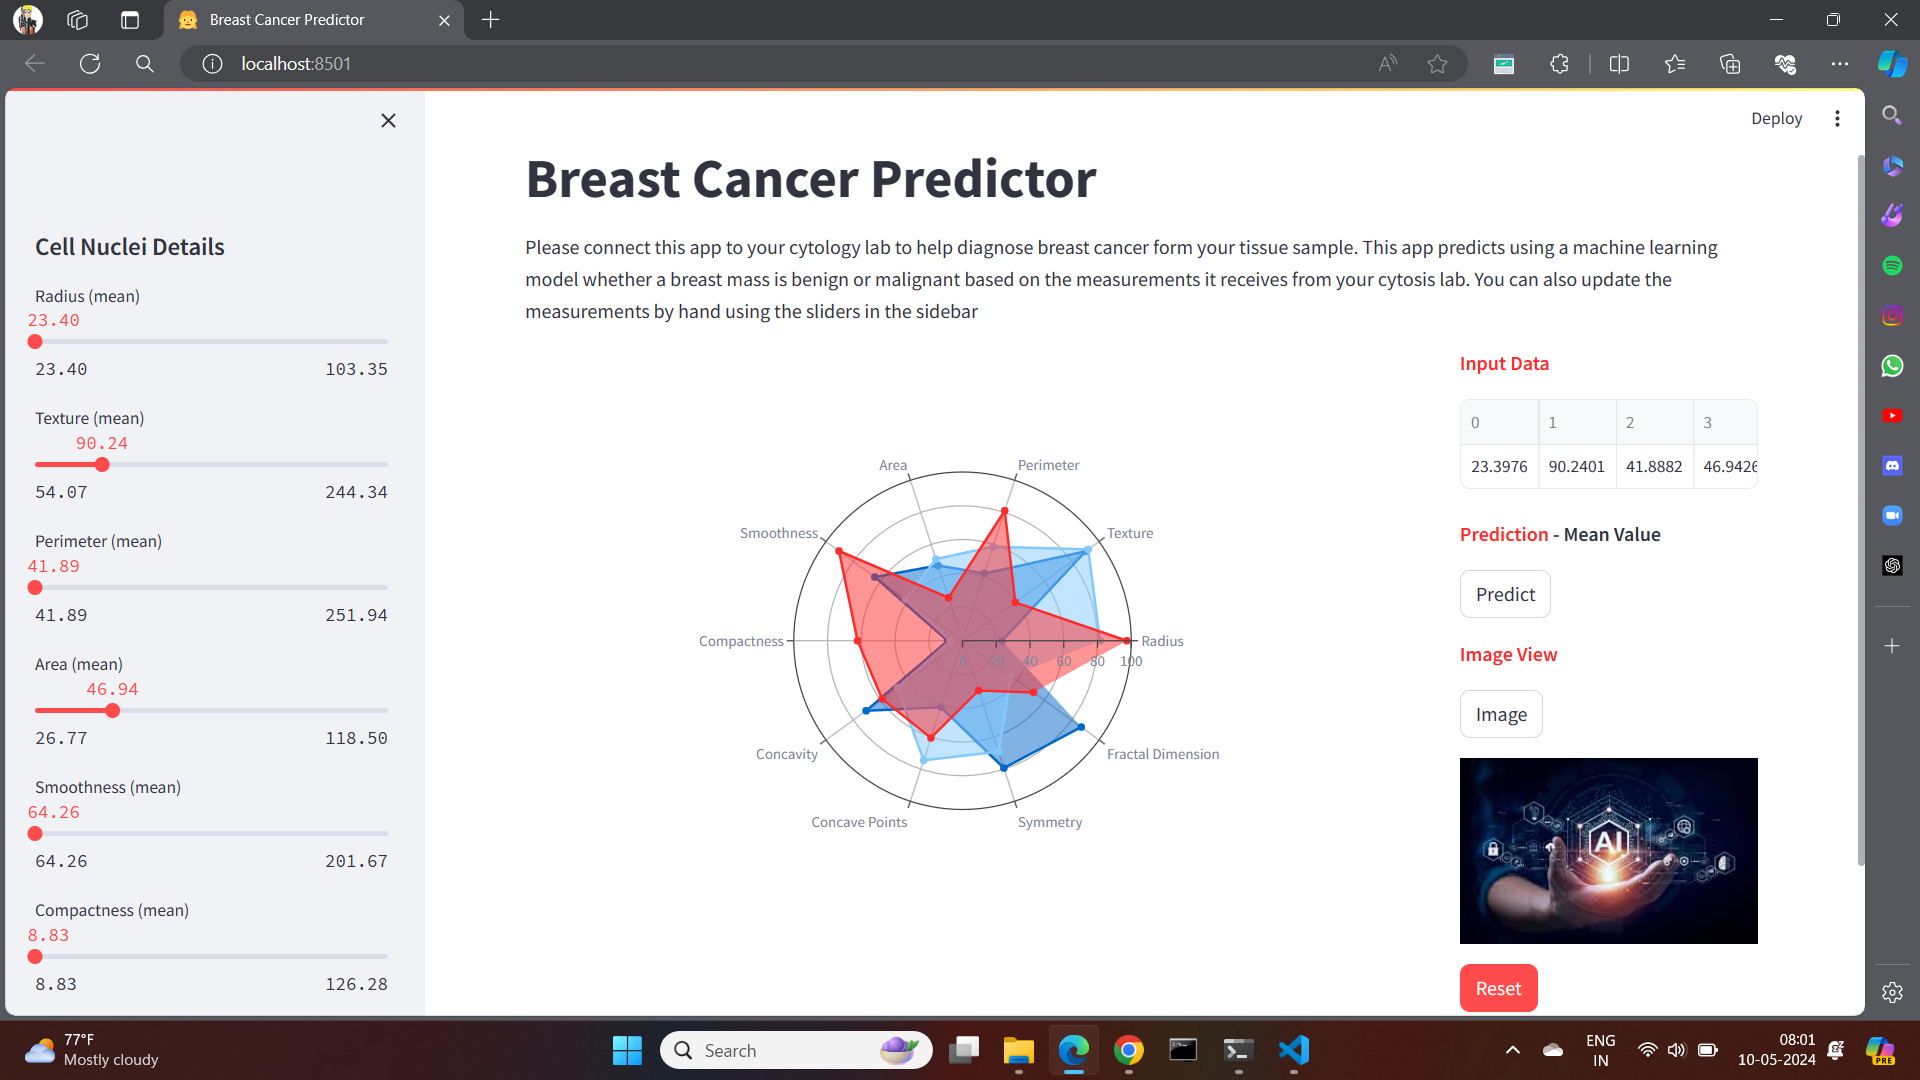 Breast Cancer Predictor
localhost:8501
Deploy
Cell Nuclei Details
Radius (mean)
23.40
23.40 103.35
Texture (mean)
90.24
54.07 244.34
Perimeter (mean)
41.89
41.89 251.94
Area (mean)
46.94
26.77 118.50
Smoothness (mean)
64.26
64.26 201.67
Compactness (mean)
8.83
8.83 126.28
Breast Cancer Predictor
Please connect this app to your cytology lab to help diagnose breast cancer form your tissue sample. This app predicts using a machine learning
model whether a breast mass is benign or malignant based on the measurements it receives from your cytosis lab. You can also update the
measurements by hand using the sliders in the sidebar
Area Perimeter
Smoothness Texture
Compactness Radius
0 20 40 60 80 100
Concavity Fractal Dimension
Concave Points Symmetry
Input Data
0 1 2 3
23.3976 90.2401 41.8882 46.9426
Prediction - Mean Value
Predict
Image View
Image
AI
Reset
77°F
Mostly cloudy
Search
ENG
IN
08:01
10-05-2024
PRE